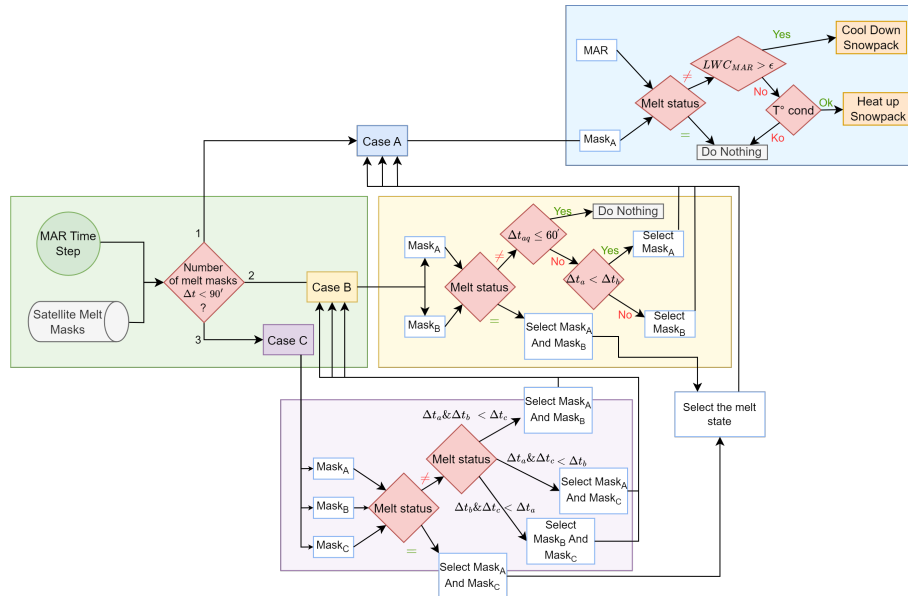 MAR
Mask_A
Melt status
≠
=
LWC_MAR > ϵ
Yes
No
Cool Down
Snowpack
T° cond
Ok
Ko
Heat up
Snowpack
Do Nothing
Case A
MAR Time
Step
Satellite Melt
Masks
Number
of melt masks
Δt < 90′
?
1
2
3
Case B
Case C
Mask_A
Mask_B
Melt status
≠
=
Δt_aq ≤ 60′
Yes
No
Do Nothing
Δt_a < Δt_b
Yes
No
Select
Mask_A
Select
Mask_B
Select Mask_A
And Mask_B
Select the melt
state
Mask_A
Mask_B
Mask_C
Melt status
≠
=
Melt status
Δt_a&Δt_b < Δt_c
Δt_a&Δt_c < Δt_b
Δt_b&Δt_c < Δt_a
Select Mask_A
And Mask_B
Select Mask_A
And Mask_C
Select
Mask_B And
Mask_C
Select Mask_A
And Mask_C